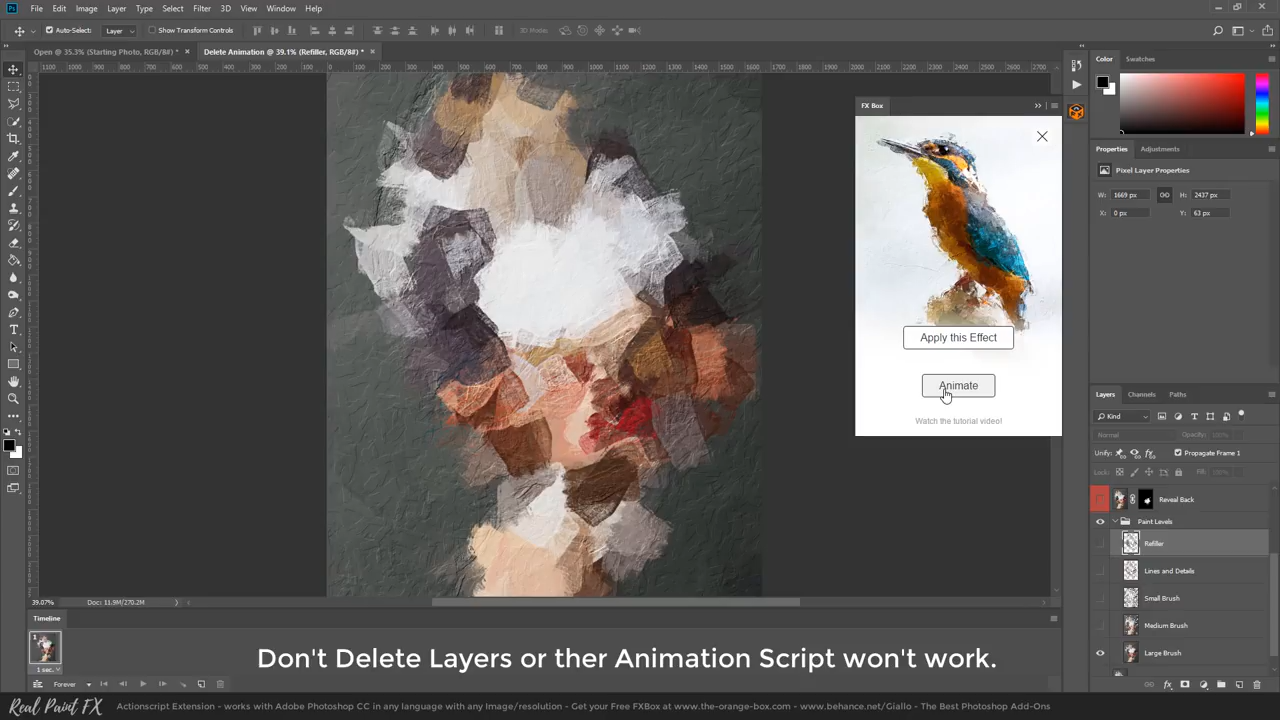 Ps File Edit Image Layer Type Select Filter 3D View Window Help
Auto-Select: Layer Show Transform Controls 3D Mode:
Open @ 35.3% (Starting Photo, RGB/8#) * × Delete Animation @ 39.1% (Refiller, RGB/8#) * ×
FX Box
Apply this Effect
Animate
Watch the tutorial video!
Color Swatches
Properties Adjustments
Pixel Layer Properties
W: 1669 px H: 2437 px
X: 0 px Y: 63 px
Layers Channels Paths
Kind
Normal Opacity: 100%
Unify: Propagate Frame 1
Lock: Fill: 100%
Reveal Back
Paint Levels
Refiller
Lines and Details
Small Brush
Medium Brush
Large Brush
39.07% Doc: 11.9M/270.2M
Timeline
1
1 sec.
Forever
Don't Delete Layers or ther Animation Script won't work.
Real Paint FX Actionscript Extension - works with Adobe Photoshop CC in any language with any Image/resolution - Get your Free FXBox at www.the-orange-box.com - www.behance.net/Giallo - The Best Photoshop Add-Ons